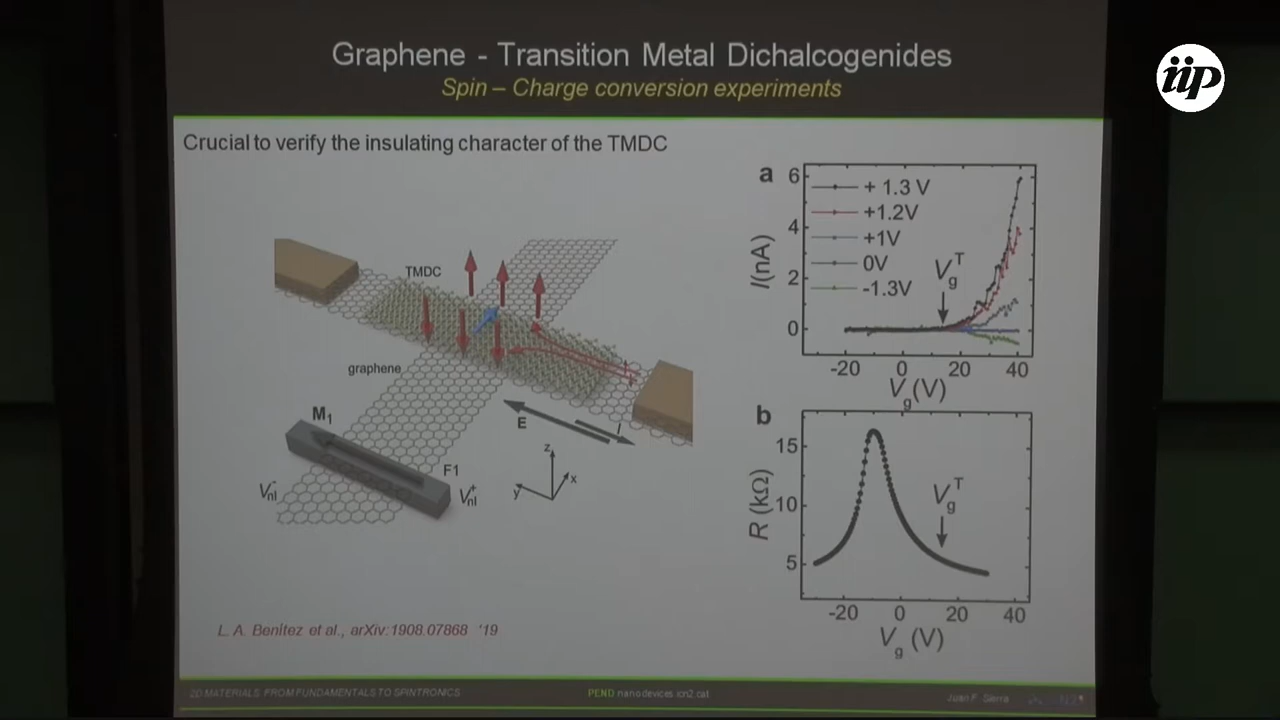 Graphene - Transition Metal Dichalcogenides
Spin – Charge conversion experiments
iip
Crucial to verify the insulating character of the TMDC
TMDC
graphene
M1
F1
Vnl-
Vnl+
E
I
z
x
y
a
6
4
2
0
I(nA)
+ 1.3 V
+1.2V
+1V
0V
-1.3V
VgT
-20 0 20 40
Vg(V)
b
15
10
5
R (kΩ)
VgT
-20 0 20 40
Vg (V)
L. A. Benitez et al., arXiv:1908.07868 '19
2D MATERIALS FROM FUNDAMENTALS TO SPINTRONICS
PEND nanodevices.icn2.cat
Juan F. Sierra